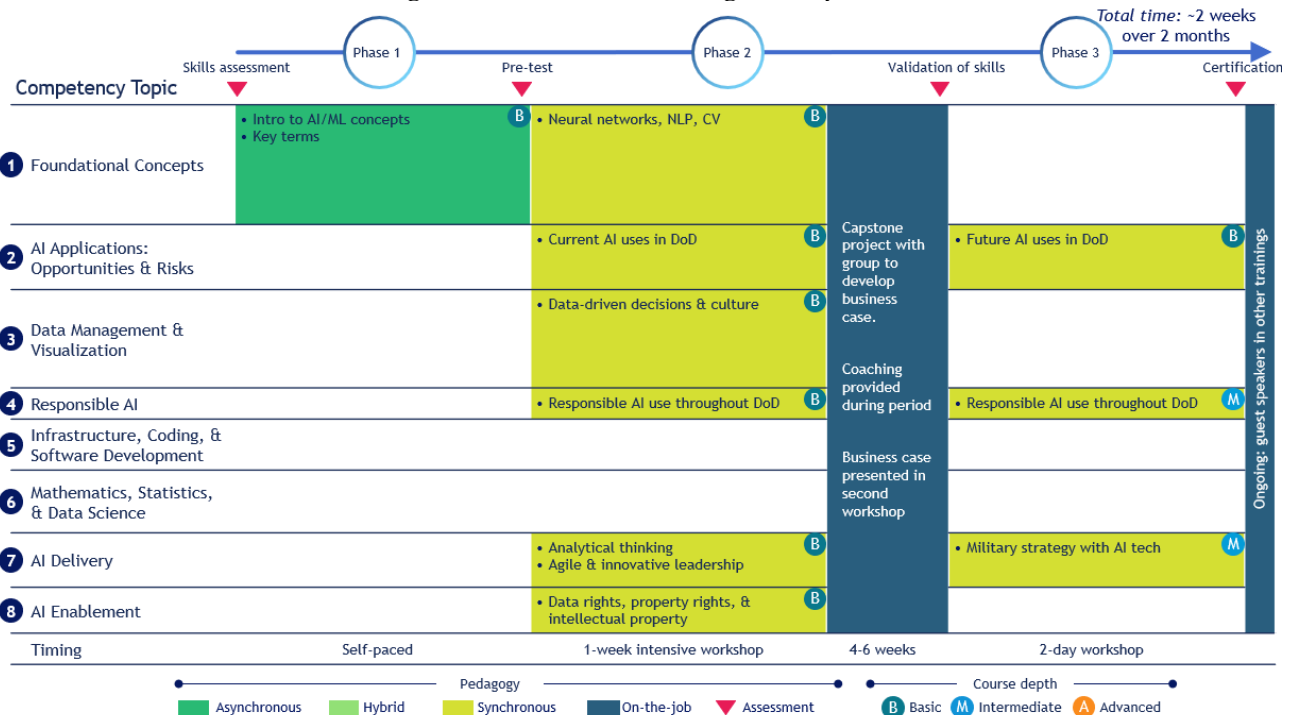 Total time: ~2 weeks
over 2 months
Phase 1
Phase 2
Phase 3
Skills assessment
Pre-test
Validation of skills
Certification
Competency Topic
1 Foundational Concepts
• Intro to AI/ML concepts
• Key terms
B
• Neural networks, NLP, CV
B
2 AI Applications:
Opportunities & Risks
• Current AI uses in DoD
B
• Future AI uses in DoD
B
3 Data Management &
Visualization
• Data-driven decisions & culture
B
4 Responsible AI
• Responsible AI use throughout DoD
B
• Responsible AI use throughout DoD
M
5 Infrastructure, Coding, &
Software Development
6 Mathematics, Statistics,
& Data Science
7 AI Delivery
• Analytical thinking
• Agile & innovative leadership
B
• Military strategy with AI tech
M
8 AI Enablement
• Data rights, property rights, &
intellectual property
B
Capstone
project with
group to
develop
business
case.
Coaching
provided
during period
Business case
presented in
second
workshop
Ongoing: guest speakers in other trainings
Timing
Self-paced
1-week intensive workshop
4-6 weeks
2-day workshop
Pedagogy
Asynchronous
Hybrid
Synchronous
On-the-job
Assessment
Course depth
B Basic
M Intermediate
A Advanced